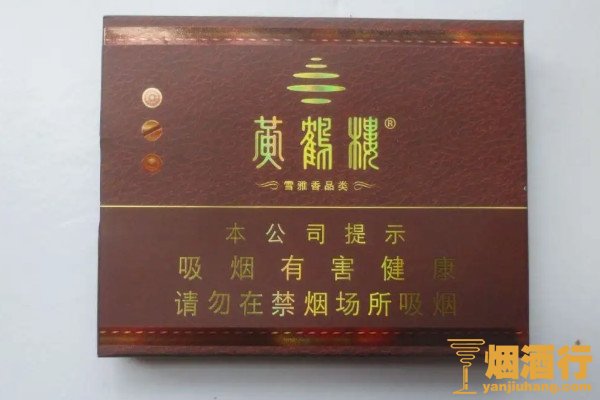 黄鹤楼®
雪雅香品类
本公司提示
吸烟有害健康
请勿在禁烟场所吸烟
烟酒行
yanjiuhang.com